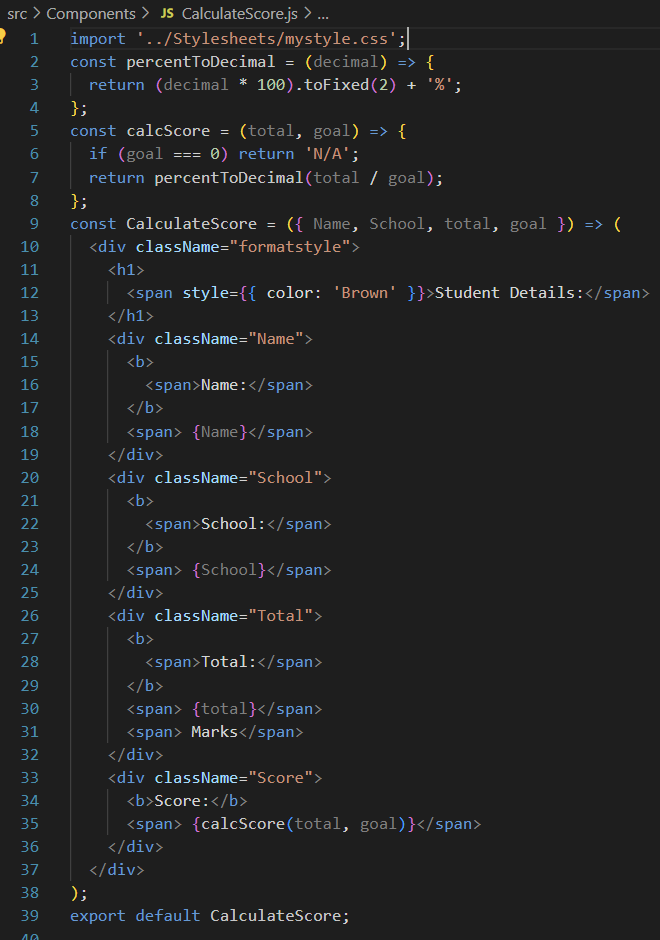 src > Components > JS CalculateScore.js > ...
1 import '../Stylesheets/mystyle.css';
2 const percentToDecimal = (decimal) => {
3   return (decimal * 100).toFixed(2) + '%';
4 };
5 const calcScore = (total, goal) => {
6   if (goal === 0) return 'N/A';
7   return percentToDecimal(total / goal);
8 };
9 const CalculateScore = ({ Name, School, total, goal }) => (
10   <div className="formatstyle">
11     <h1>
12       <span style={{ color: 'Brown' }}>Student Details:</span>
13     </h1>
14     <div className="Name">
15       <b>
16         <span>Name:</span>
17       </b>
18       <span> {Name}</span>
19     </div>
20     <div className="School">
21       <b>
22         <span>School:</span>
23       </b>
24       <span> {School}</span>
25     </div>
26     <div className="Total">
27       <b>
28         <span>Total:</span>
29       </b>
30       <span> {total}</span>
31       <span> Marks</span>
32     </div>
33     <div className="Score">
34       <b>Score:</b>
35       <span> {calcScore(total, goal)}</span>
36     </div>
37   </div>
38 );
39 export default CalculateScore;
40